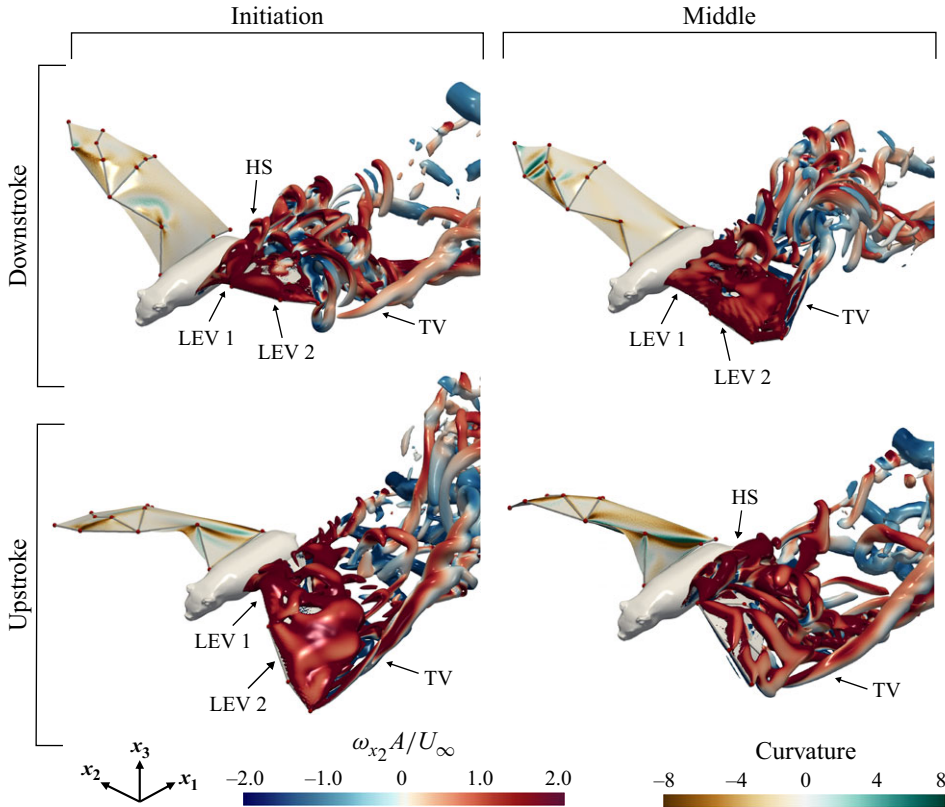 Initiation
Middle
Downstroke
HS
LEV 1
LEV 2
TV
LEV 1
LEV 2
TV
Upstroke
LEV 1
LEV 2
TV
HS
TV
x₃
x₂
x₁
ωₓ₂A/U∞
−2.0 −1.0 0 1.0 2.0
Curvature
−8 −4 0 4 8